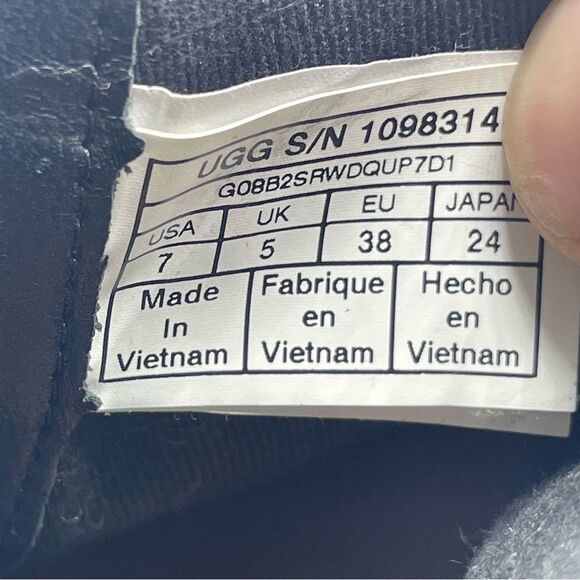 UGG S/N 1098314
G08B2SRWDQUP7D1
USA UK EU JAPAN
7 5 38 24
Made Fabrique Hecho
In en en
Vietnam Vietnam Vietnam